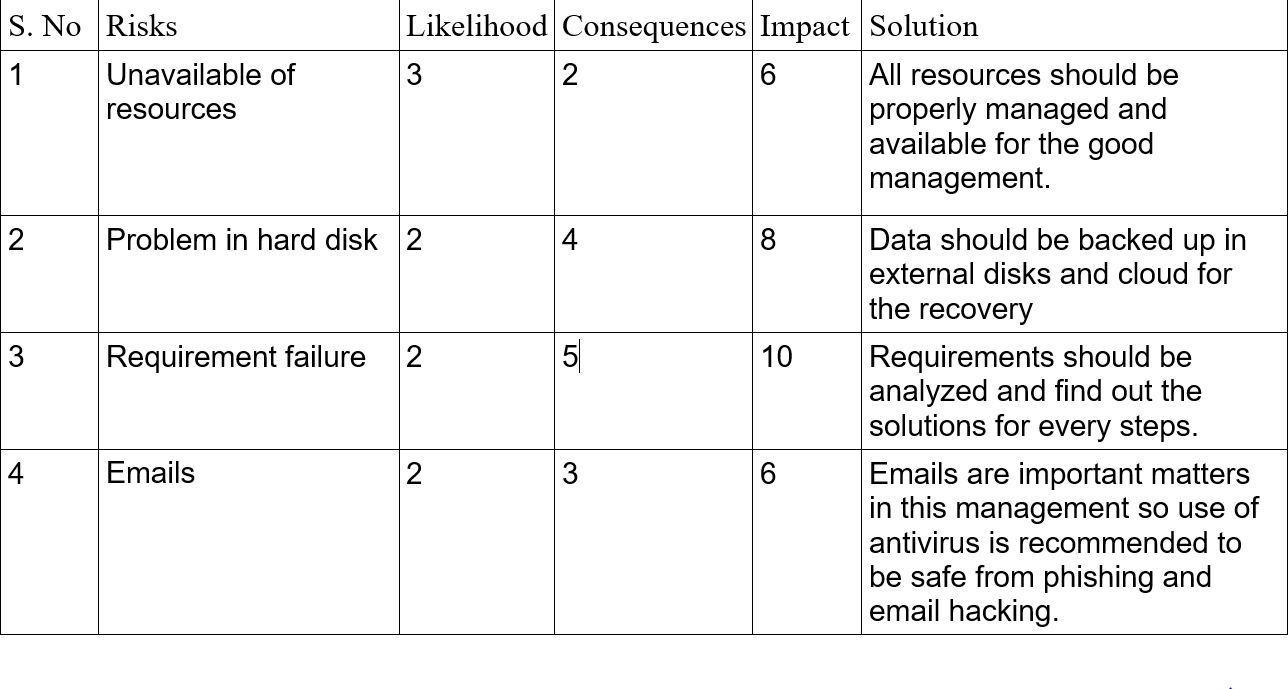 S. No Risks Likelihood Consequences Impact Solution
1 Unavailable of 3 2 6 All resources should be
resources properly managed and
available for the good
management.
2 Problem in hard disk 2 4 8 Data should be backed up in
external disks and cloud for
the recovery
3 Requirement failure 2 5 10 Requirements should be
analyzed and find out the
solutions for every steps.
4 Emails 2 3 6 Emails are important matters
in this management so use of
antivirus is recommended to
be safe from phishing and
email hacking.